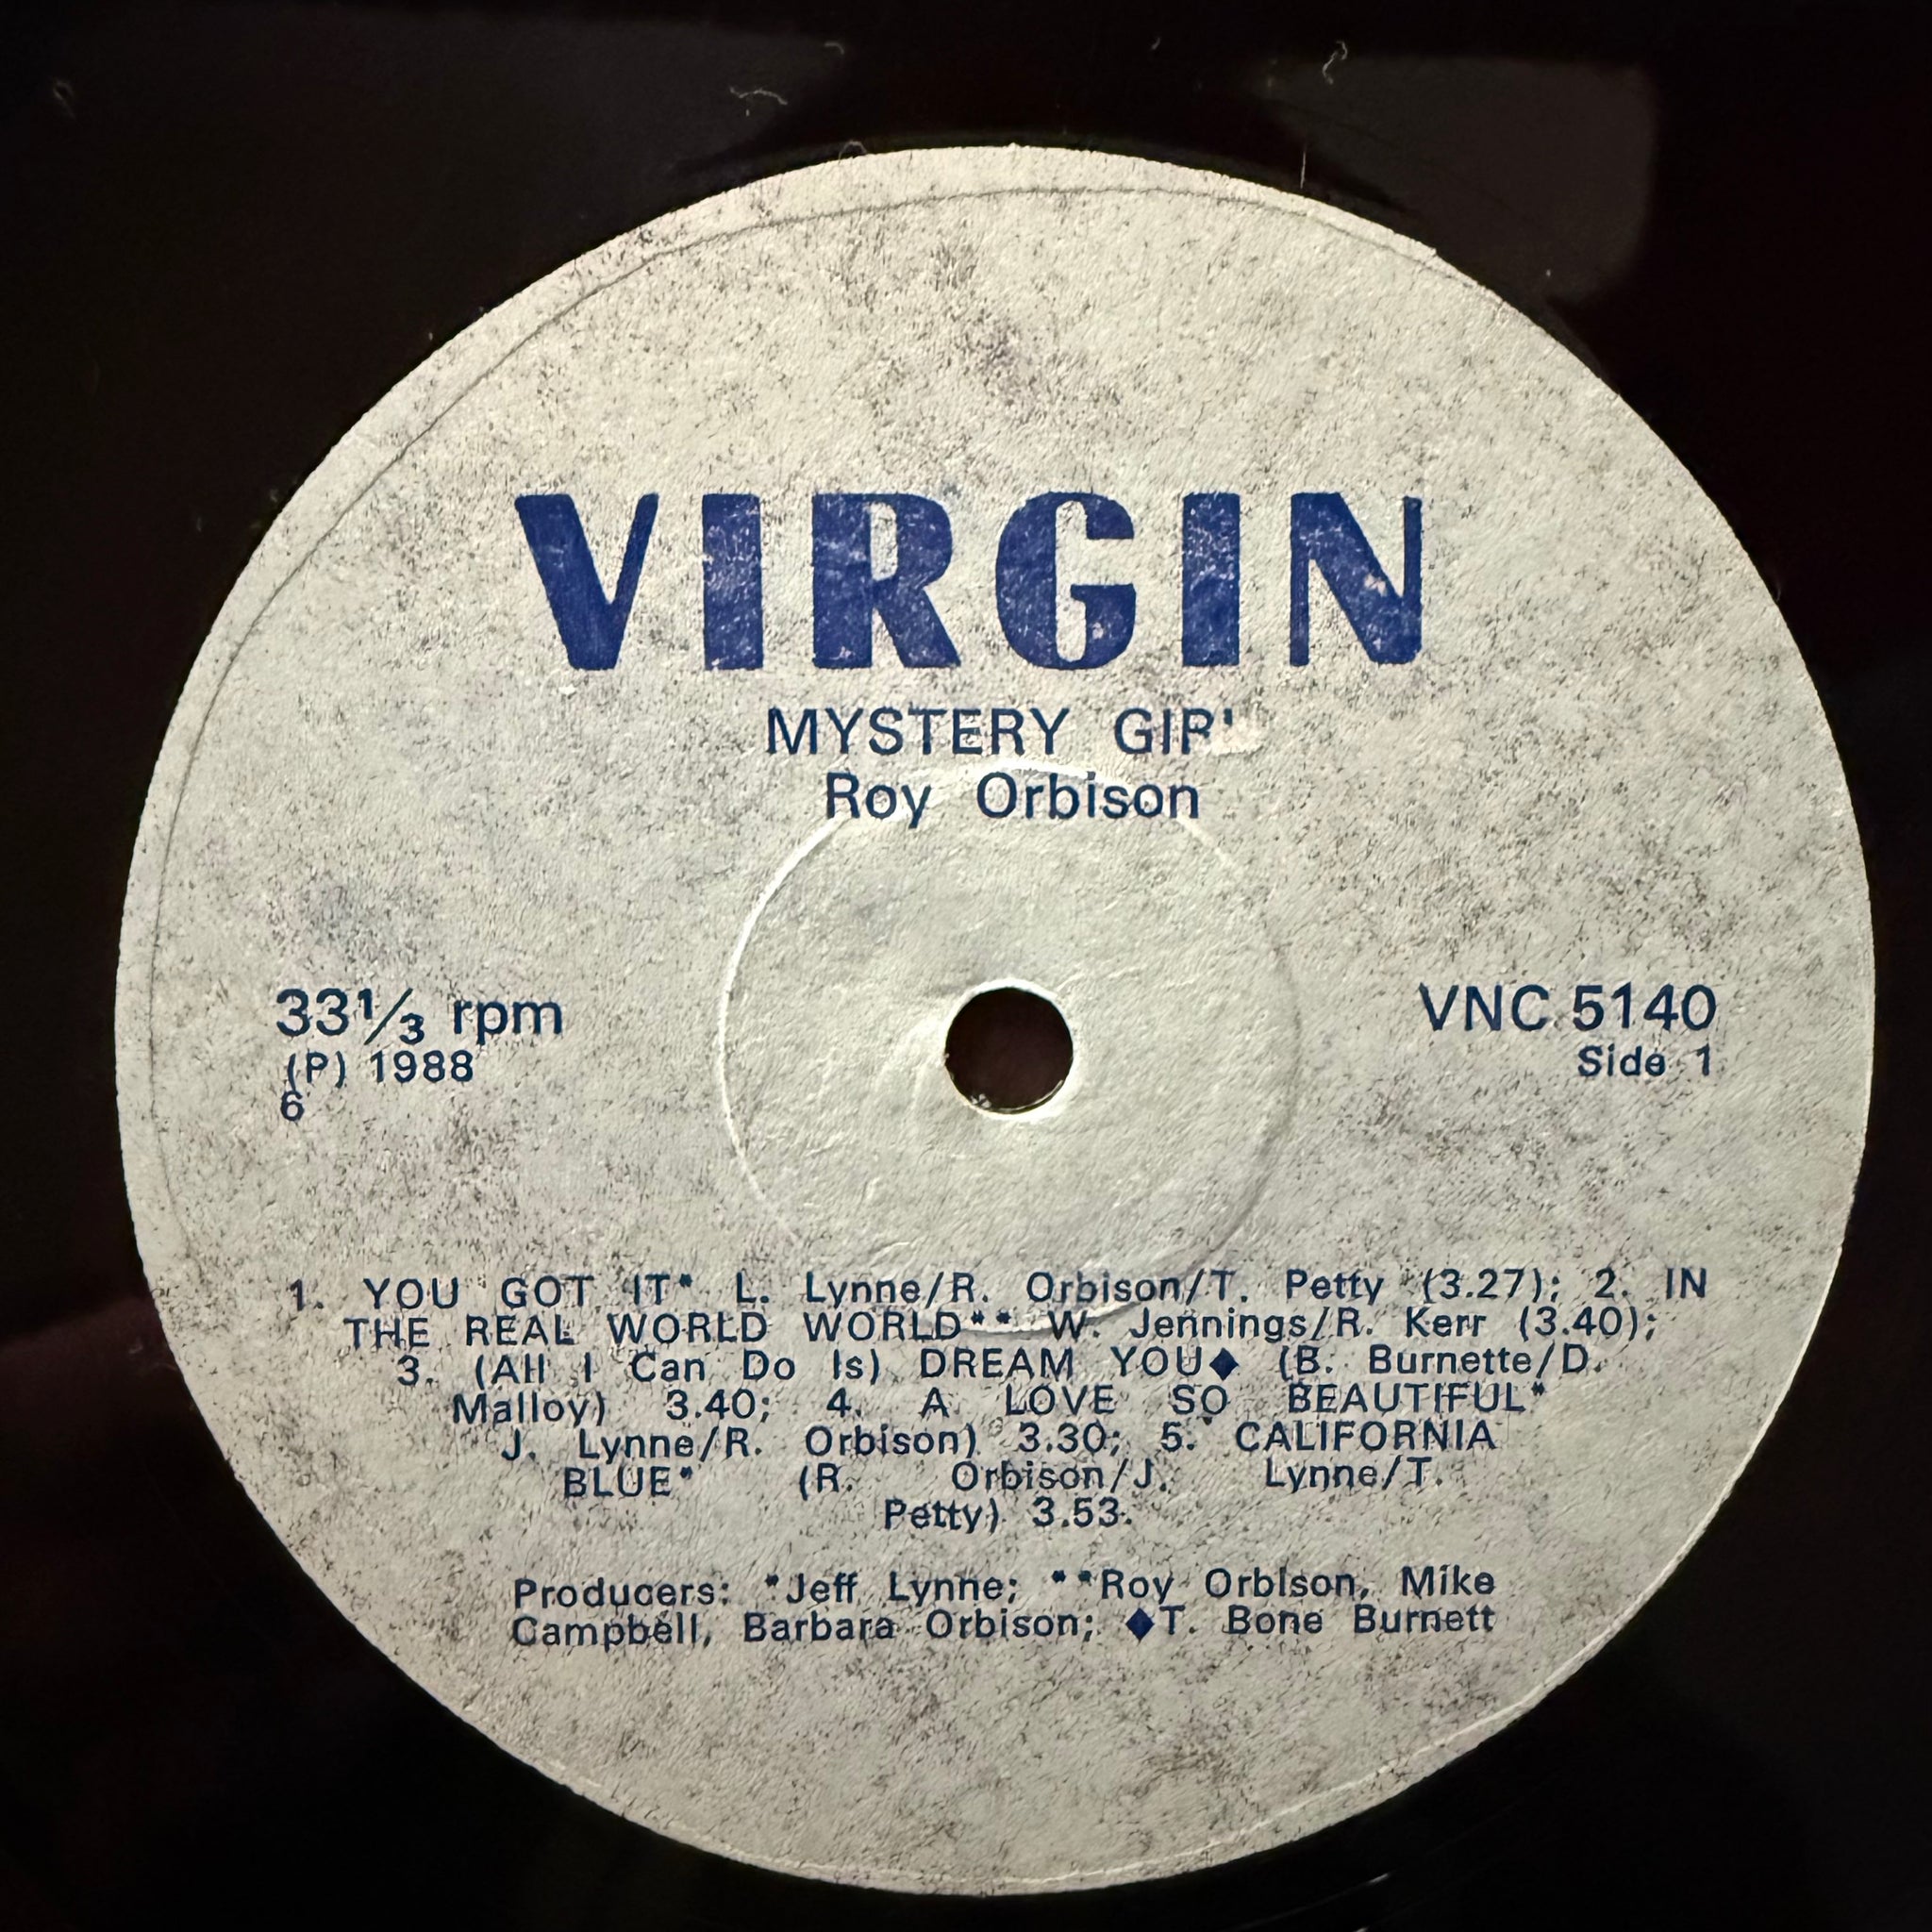 VIRGIN
MYSTERY GIR'
Roy Orbison
33⅓ rpm
(P) 1988
6
VNC 5140
Side 1
1. YOU GOT IT* L. Lynne/R. Orbison/T. Petty (3.27); 2. IN
THE REAL WORLD WORLD** W. Jennings/R. Kerr (3.40);
3. (All I Can Do Is) DREAM YOU◆ (B. Burnette/D.
Malloy) 3.40; 4. A LOVE SO BEAUTIFUL*
J. Lynne/R. Orbison) 3.30; 5. CALIFORNIA
BLUE* (R. Orbison/J. Lynne/T.
Petty) 3.53.
Producers: *Jeff Lynne; **Roy Orbison, Mike
Campbell, Barbara Orbison; ◆T. Bone Burnett